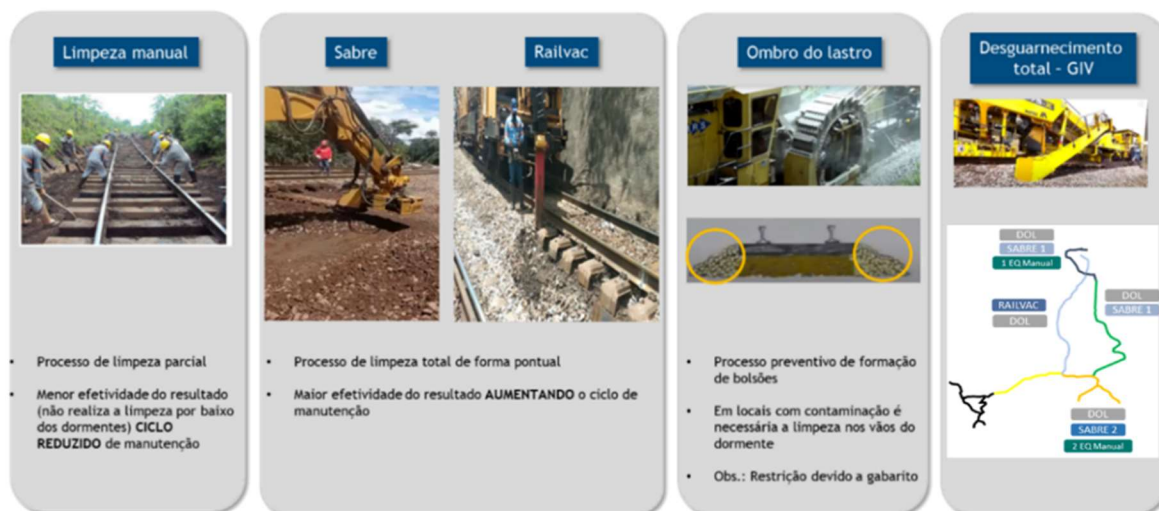 Limpeza manual
• Processo de limpeza parcial
• Menor efetividade do resultado
(não realiza a limpeza por baixo
dos dormentes) CICLO
REDUZIDO de manutenção
Sabre
Railvac
• Processo de limpeza total de forma pontual
• Maior efetividade do resultado AUMENTANDO o ciclo de
manutenção
Ombro do lastro
• Processo preventivo de formação
de bolsões
• Em locais com contaminação é
necessária a limpeza nos vãos do
dormente
• Obs.: Restrição devido a gabarito
Desguarnecimento
total - GIV
DOL
SABRE 1
1 EQ Manual
DOL
SABRE 1
RAILVAC
DOL
DOL
SABRE 2
2 EQ Manual